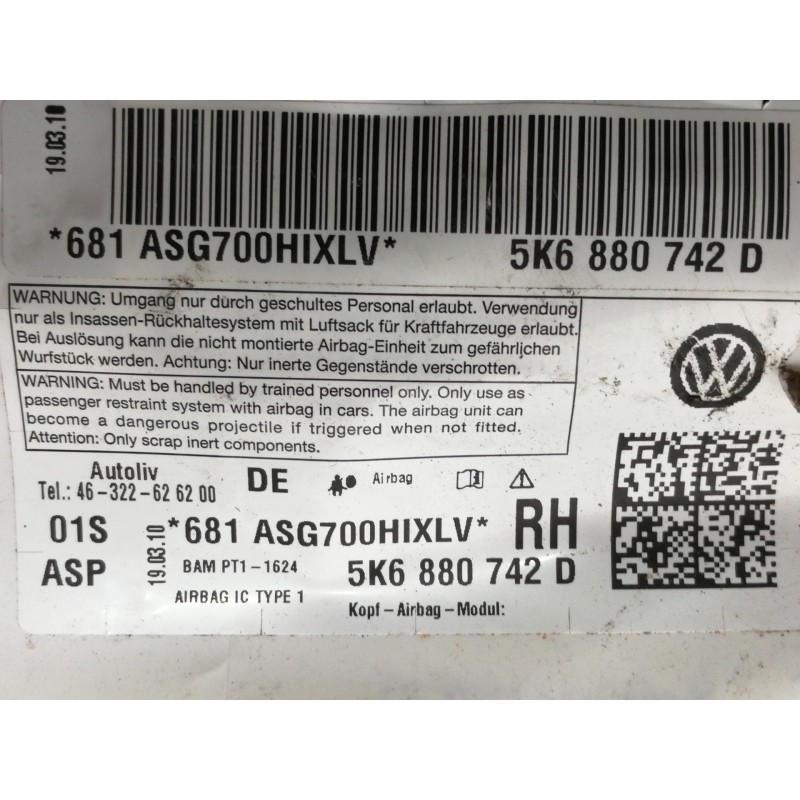 19.03.10
*681 ASG700HIXLV*
5K6 880 742 D
WARNUNG: Umgang nur durch geschultes Personal erlaubt. Verwendung
nur als Insassen-Rückhaltesystem mit Luftsack für Kraftfahrzeuge erlaubt.
Bei Auslösung kann die nicht montierte Airbag-Einheit zum gefährljchen
Wurfstück werden. Achtung: Nur inerte Gegenstände verschrotten.
WARNING: Must be handled by trained personnel only. Only use as
passenger restraint system with airbag in cars. The airbag unit can
become a dangerous projectile if triggered when not fitted.
Attention: Only scrap inert components.
Autoliv
Tel.: 46-322-62 62 00
DE
Airbag
01S
ASP
19.03.10
*681 ASG700HIXLV*
RH
BAM PT1-1624
5K6 880 742 D
AIRBAG IC TYPE 1
Kopf-Airbag-Modul: